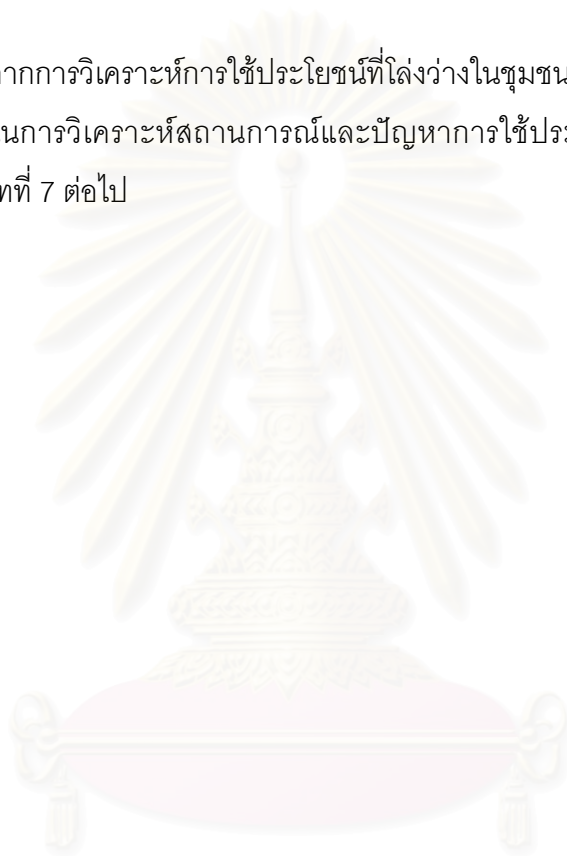 ากการวิเคราะห์การใช้ประโยชน์ที่โล่งว่างในชุมชน
นการวิเคราะห์สถานการณ์และปัญหาการใช้ประ
ทที่ 7 ต่อไป